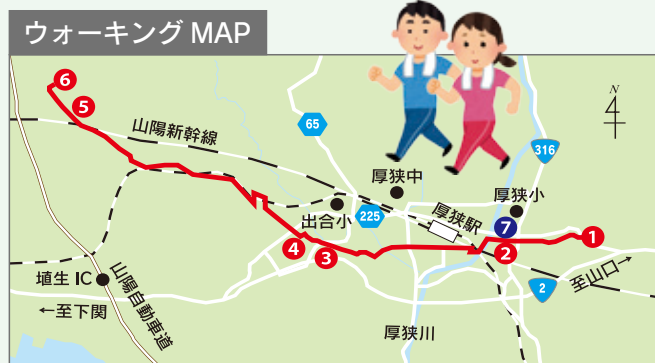 ウォーキング MAP
6
5
山陽新幹線
65
N
316
厚狭中
厚狭小
出合小
225
厚狭駅
7
1
4
3
2
埴生 IC
山陽自動車道
至山口→
2
←至下関
厚狭川